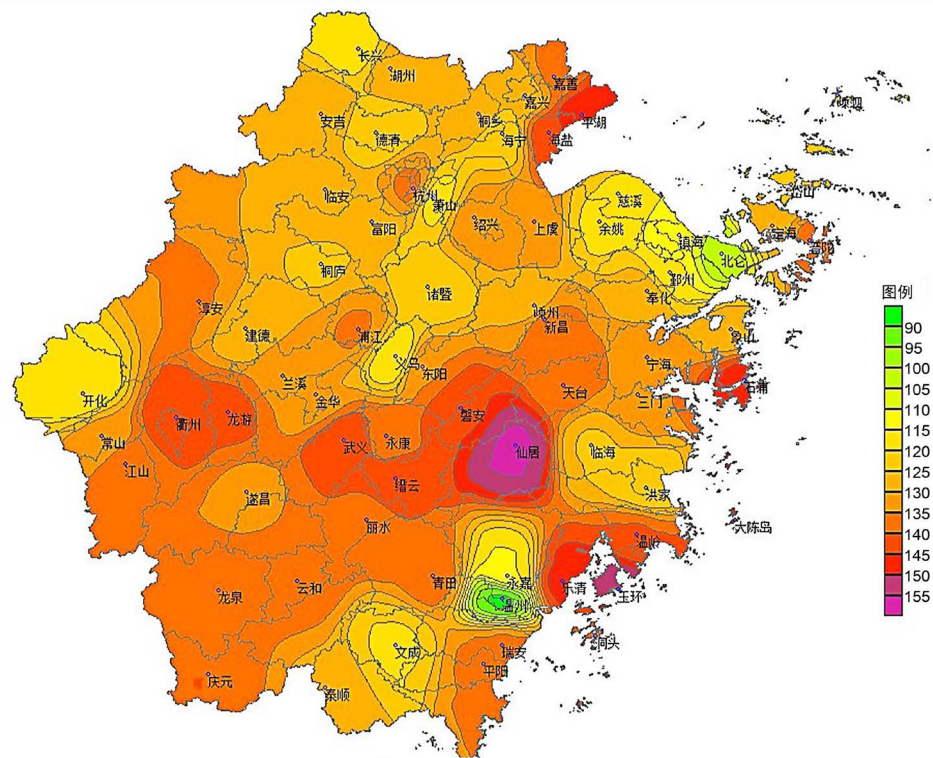 长兴
湖州
嘉善
安吉
德清
桐乡
嘉兴
平湖
海宁
海盐
嵊泗
临安
杭州
萧山
富阳
绍兴
上虞
慈溪
余姚
镇海
北仑
岱山
定海
普陀
桐庐
诸暨
鄞州
奉化
图例
淳安
建德
浦江
嵊州
新昌
象山
90
95
100
105
110
115
120
125
130
135
140
145
150
155
义乌
东阳
宁海
石浦
开化
兰溪
金华
磐安
天台
三门
衢州
龙游
常山
江山
武义
永康
仙居
临海
遂昌
缙云
洪家
丽水
大陈岛
温岭
龙泉
云和
青田
永嘉
温州
乐清
玉环
庆元
文成
瑞安
平阳
洞头
泰顺